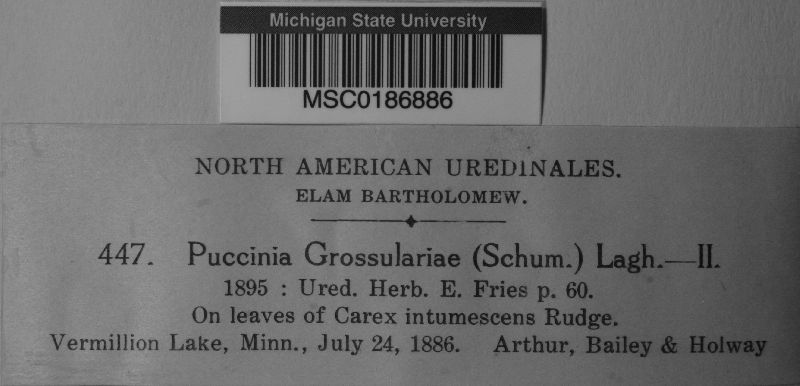 Michigan State University
MSC0186886
NORTH AMERICAN UREDINALES.
ELAM BARTHOLOMEW.
447. Puccinia Grossulariae (Schum.) Lagh.—II.
1895 : Ured. Herb. E. Fries p. 60.
On leaves of Carex intumescens Rudge.
Vermillion Lake, Minn., July 24, 1886. Arthur, Bailey & Holway